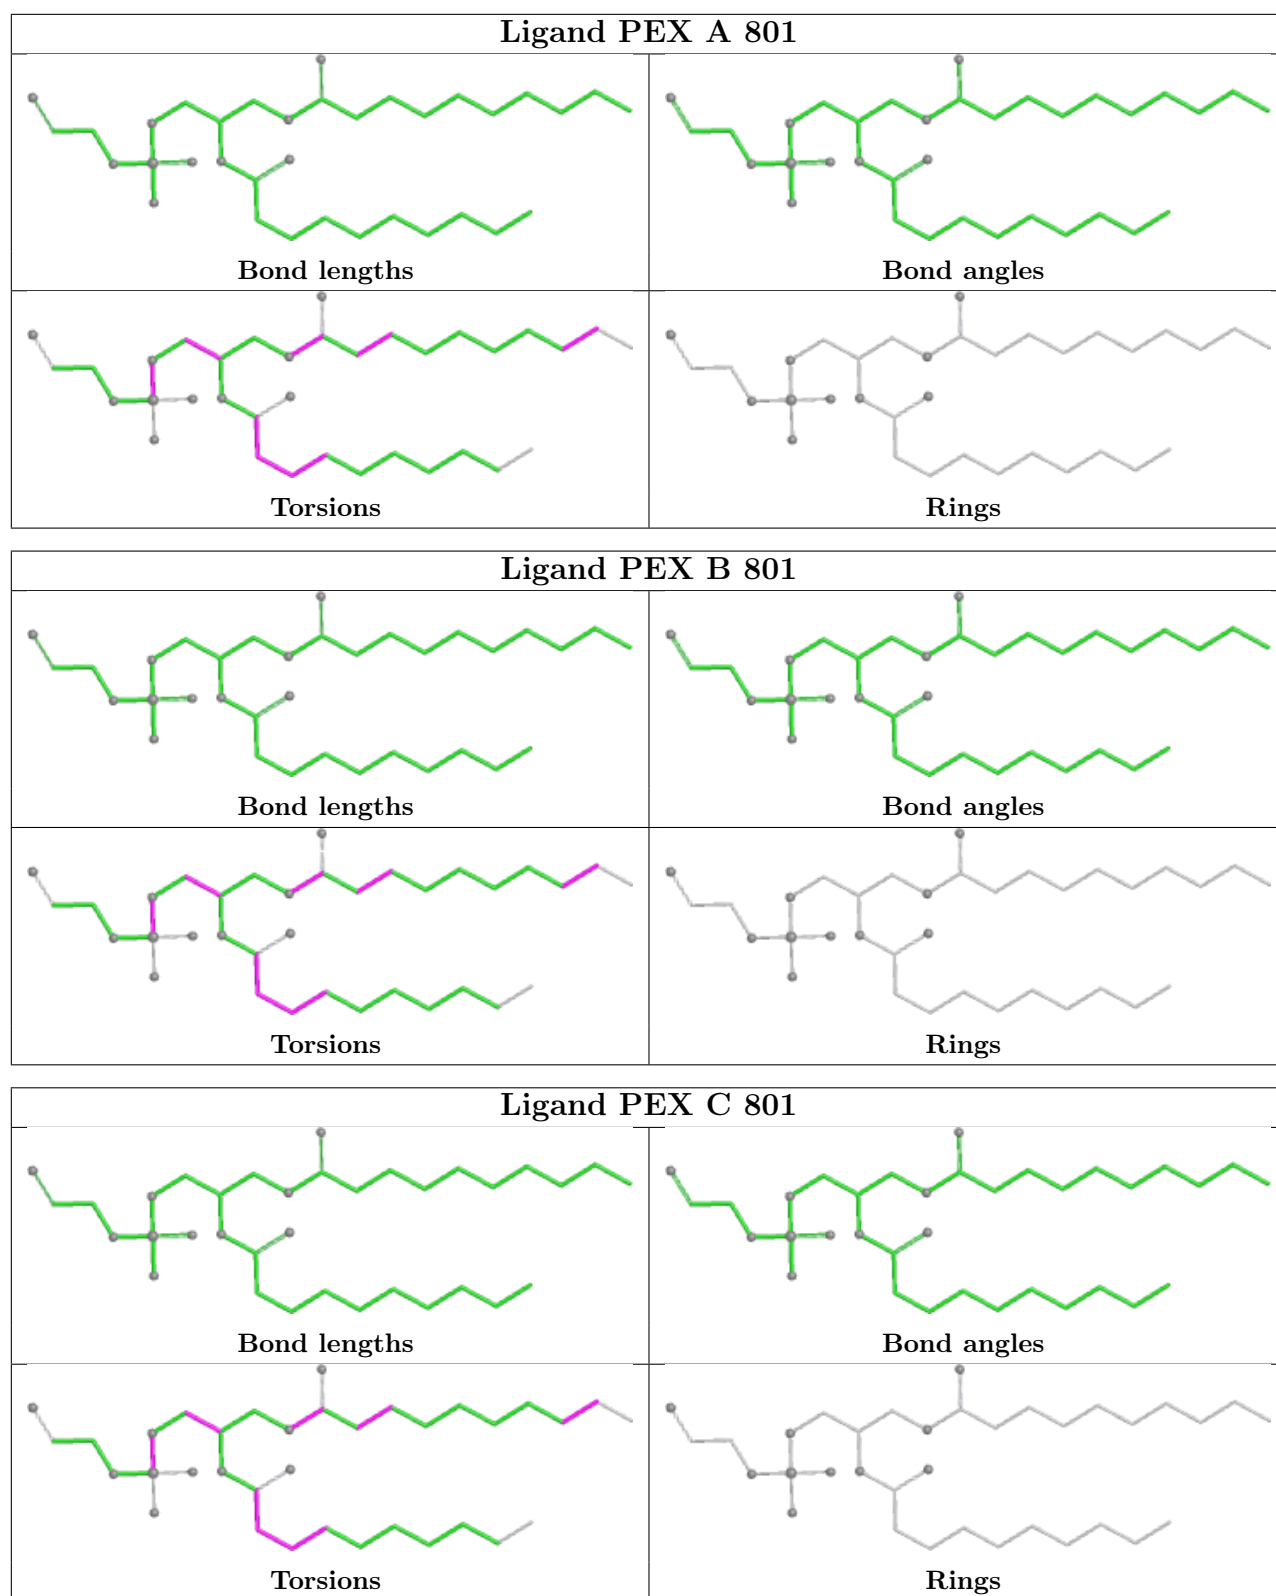 Ligand PEX A 801
Bond lengths
Bond angles
Torsions
Rings
Ligand PEX B 801
Bond lengths
Bond angles
Torsions
Rings
Ligand PEX C 801
Bond lengths
Bond angles
Torsions
Rings